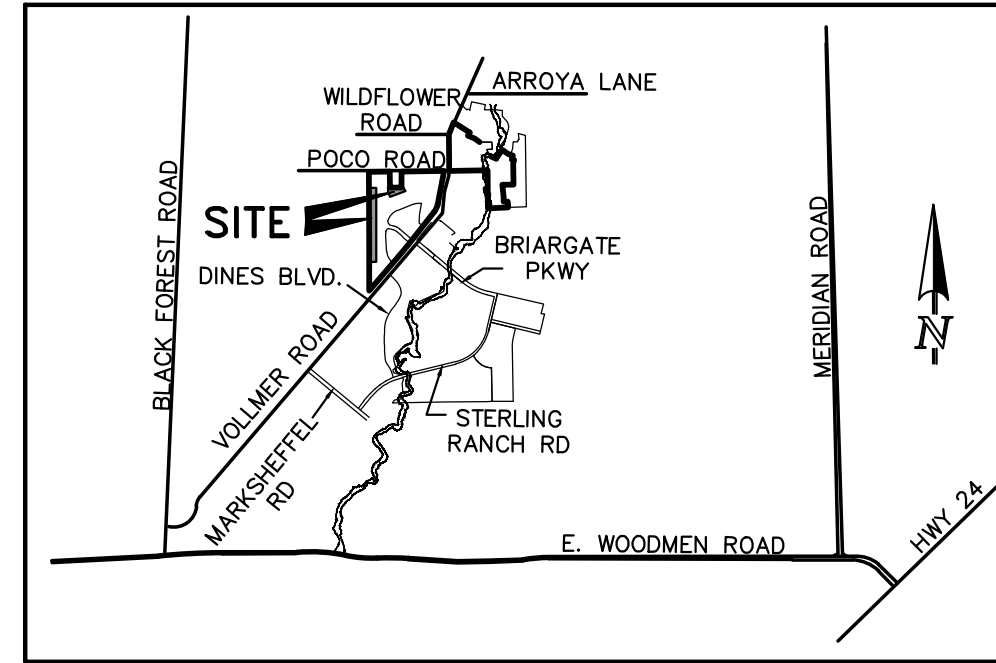 ARROYA LANE
WILDFLOWER
ROAD
POCO ROAD
BLACK FOREST ROAD
SITE
MERIDIAN ROAD
BRIARGATE
PKWY
DINES BLVD.
N
VOLLMER ROAD
STERLING
RANCH RD
MARKSHEFFEL
RD
HWY 24
E. WOODMEN ROAD